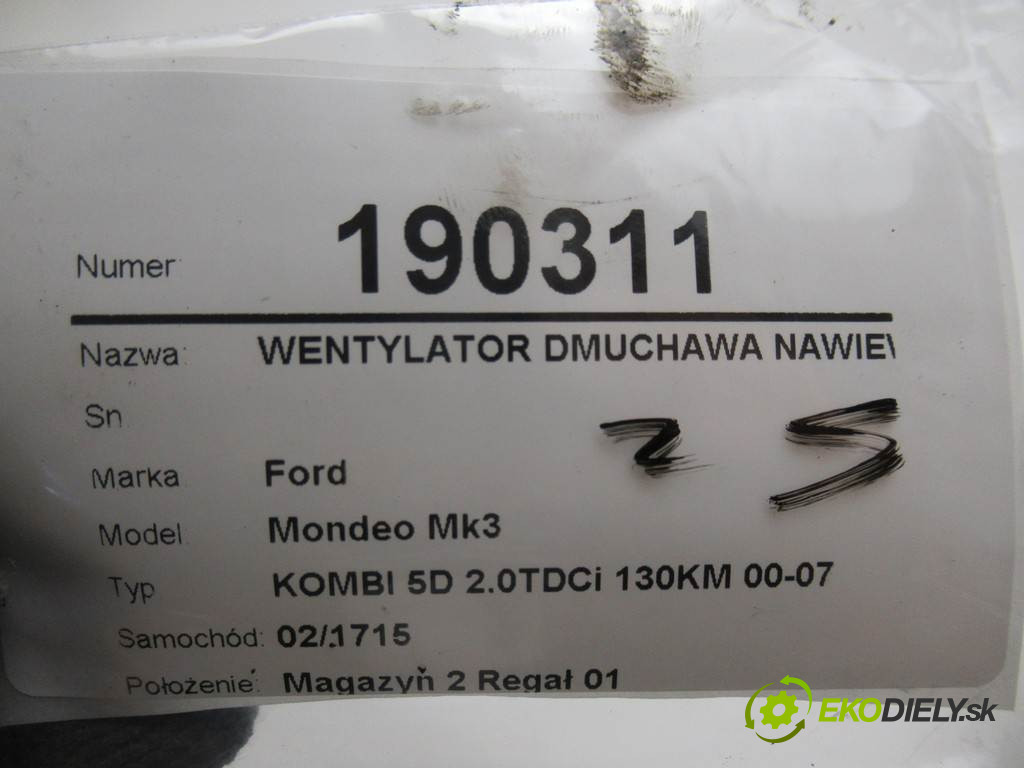 Numer 190311
Nazwa: WENTYLATOR DMUCHAWA NAWIEW
Sn
Marka Ford
Model Mondeo Mk3
Typ KOMBI 5D 2.0TDCi 130KM 00-07
Samochód: 02/1715
Położenie: Magazyn 2 Regał 01
EKODIELY.sk